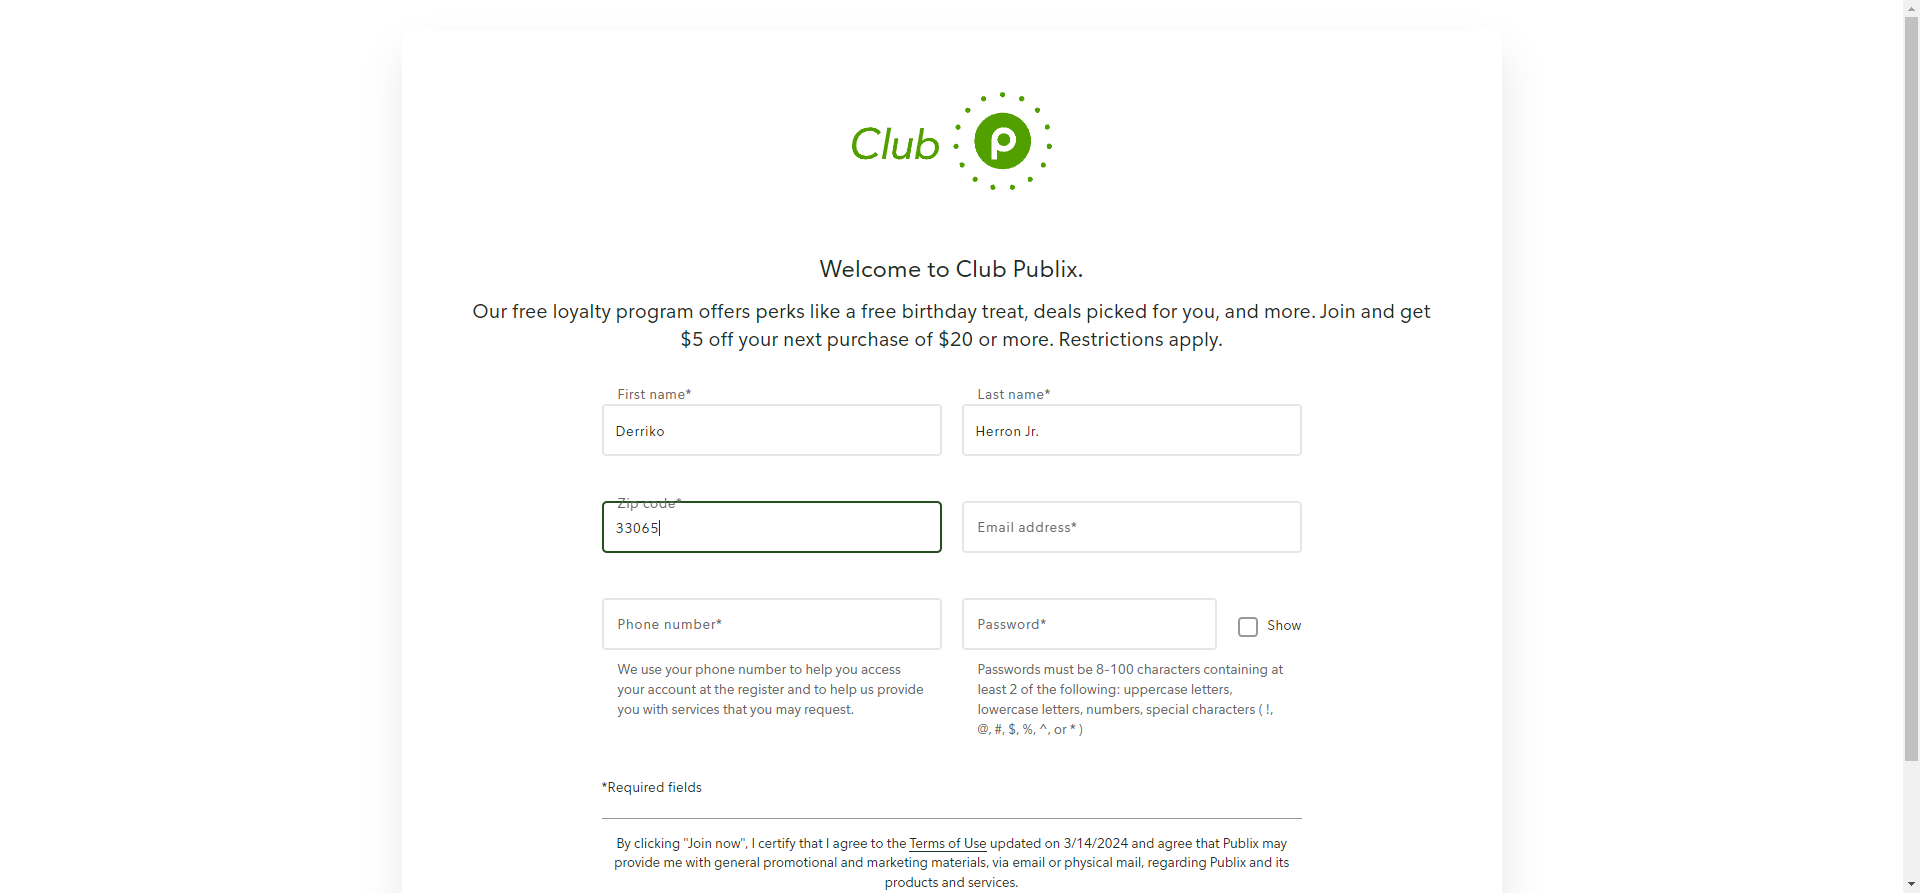 Club
Welcome to Club Publix.
Our free loyalty program offers perks like a free birthday treat, deals picked for you, and more. Join and get
$5 off your next purchase of $20 or more. Restrictions apply.
First name*
Last name*
Derriko
Herron Jr.
Zip code*
33065
Email address*
Phone number*
Password*
Show
We use your phone number to help you access
your account at the register and to help us provide
you with services that you may request.
Passwords must be 8-100 characters containing at
least 2 of the following: uppercase letters,
lowercase letters, numbers, special characters ( !,
@, #, $, %, ^, or * )
*Required fields
By clicking "Join now", I certify that I agree to the Terms of Use updated on 3/14/2024 and agree that Publix may
provide me with general promotional and marketing materials, via email or physical mail, regarding Publix and its
products and services.